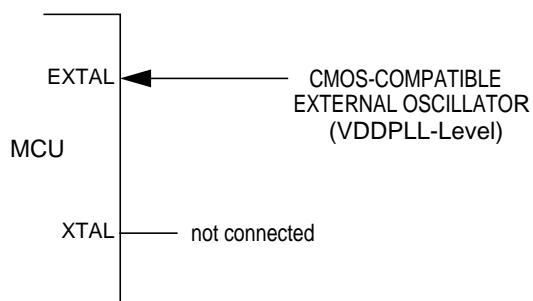 EXTAL
CMOS-COMPATIBLE
EXTERNAL OSCILLATOR
(VDDPLL-Level)
MCU
XTAL
not connected